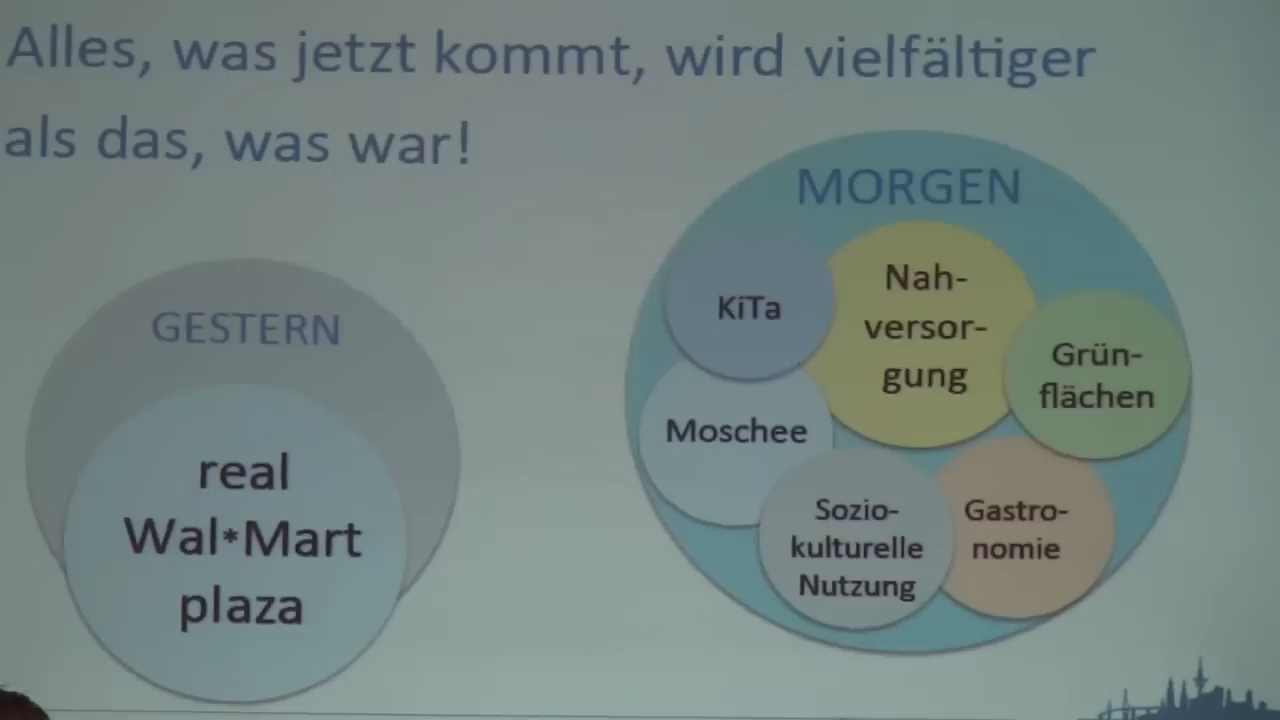 Alles, was jetzt kommt, wird vielfältiger
als das, was war!
GESTERN
real
Wal*Mart
plaza
MORGEN
KiTa
Nah-
versor-
gung
Grün-
flächen
Moschee
Sozio-
kulturelle
Nutzung
Gastro-
nomie